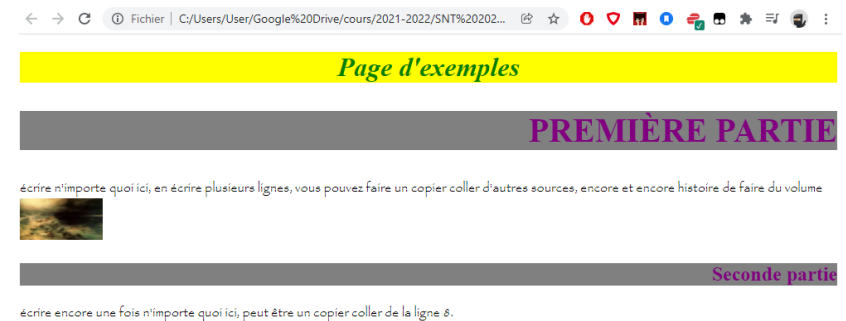 Fichier | C:/Users/User/Google%20Drive/cours/2021-2022/SNT%20202...
Page d'exemples
PREMIÈRE PARTIE
écrire n'importe quoi ici, en écrire plusieurs lignes, vous pouvez faire un copier coller d'autres sources, encore et encore histoire de faire du volume
Seconde partie
écrire encore une fois n'importe quoi ici, peut être un copier coller de la ligne 8.